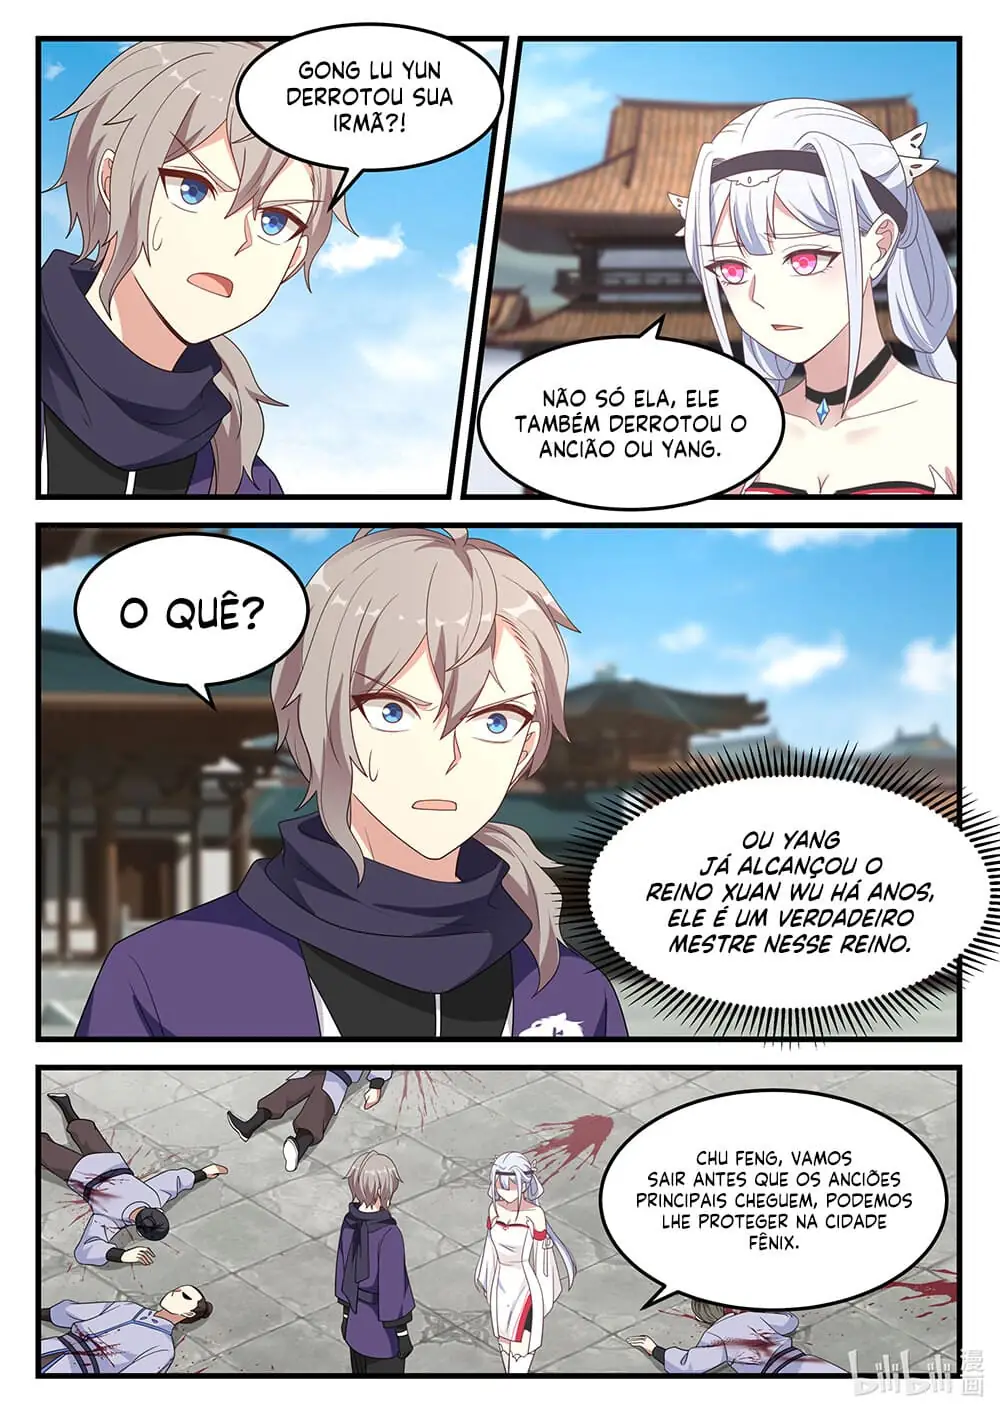 GONG LU YUN
DERROTOU SUA
IRMÃ?!
NÃO SÓ ELA, ELE
TAMBÉM DERROTOU O
ANCIÃO OU YANG.
O QUÊ?
OU YANG
JÁ ALCANÇOU O
REINO XUAN WU HÁ ANOS,
ELE É UM VERDADEIRO
MESTRE NESSE REINO.
CHU FENG, VAMOS
SAIR ANTES QUE OS ANCIÕES
PRINCIPAIS CHEGUEM, PODEMOS
LHE PROTEGER NA CIDADE
FÊNIX.
bilibili 漫画